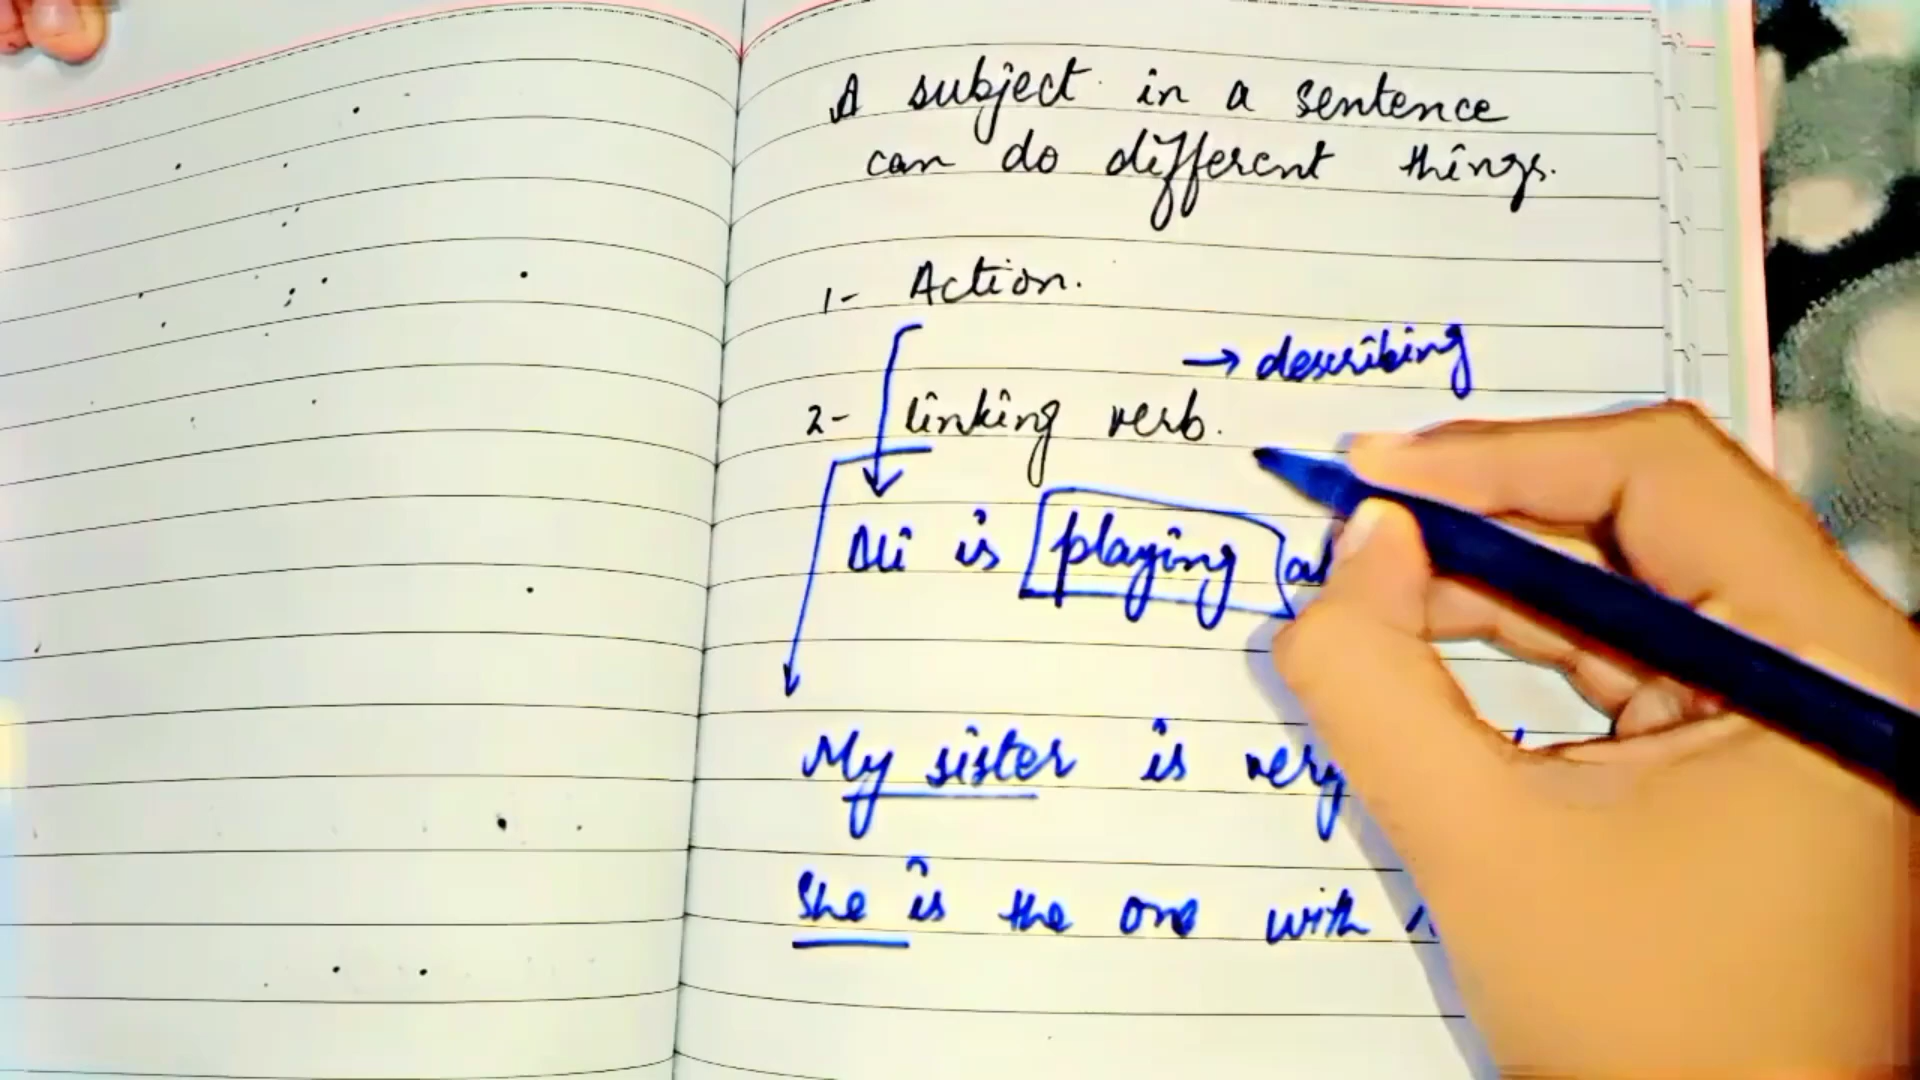 A subject in a sentence
can do different things.
1- Action.
→ describing
2- linking verb.
Ali is playing
My sister is very
She is the one with